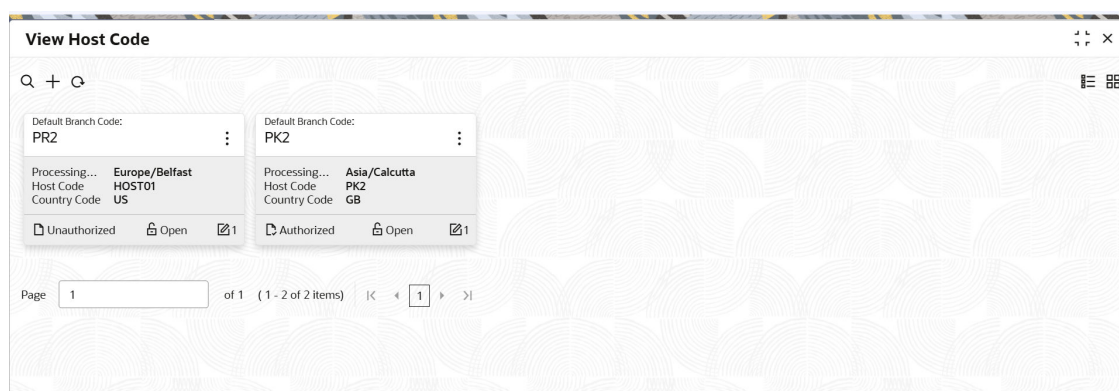 View Host Code
Default Branch Code:
PR2
Processing... Europe/Belfast
Host Code HOST01
Country Code US
Unauthorized Open 1
Default Branch Code:
PK2
Processing... Asia/Calcutta
Host Code PK2
Country Code GB
Authorized Open 1
Page 1 of 1 (1 - 2 of 2 items) 1